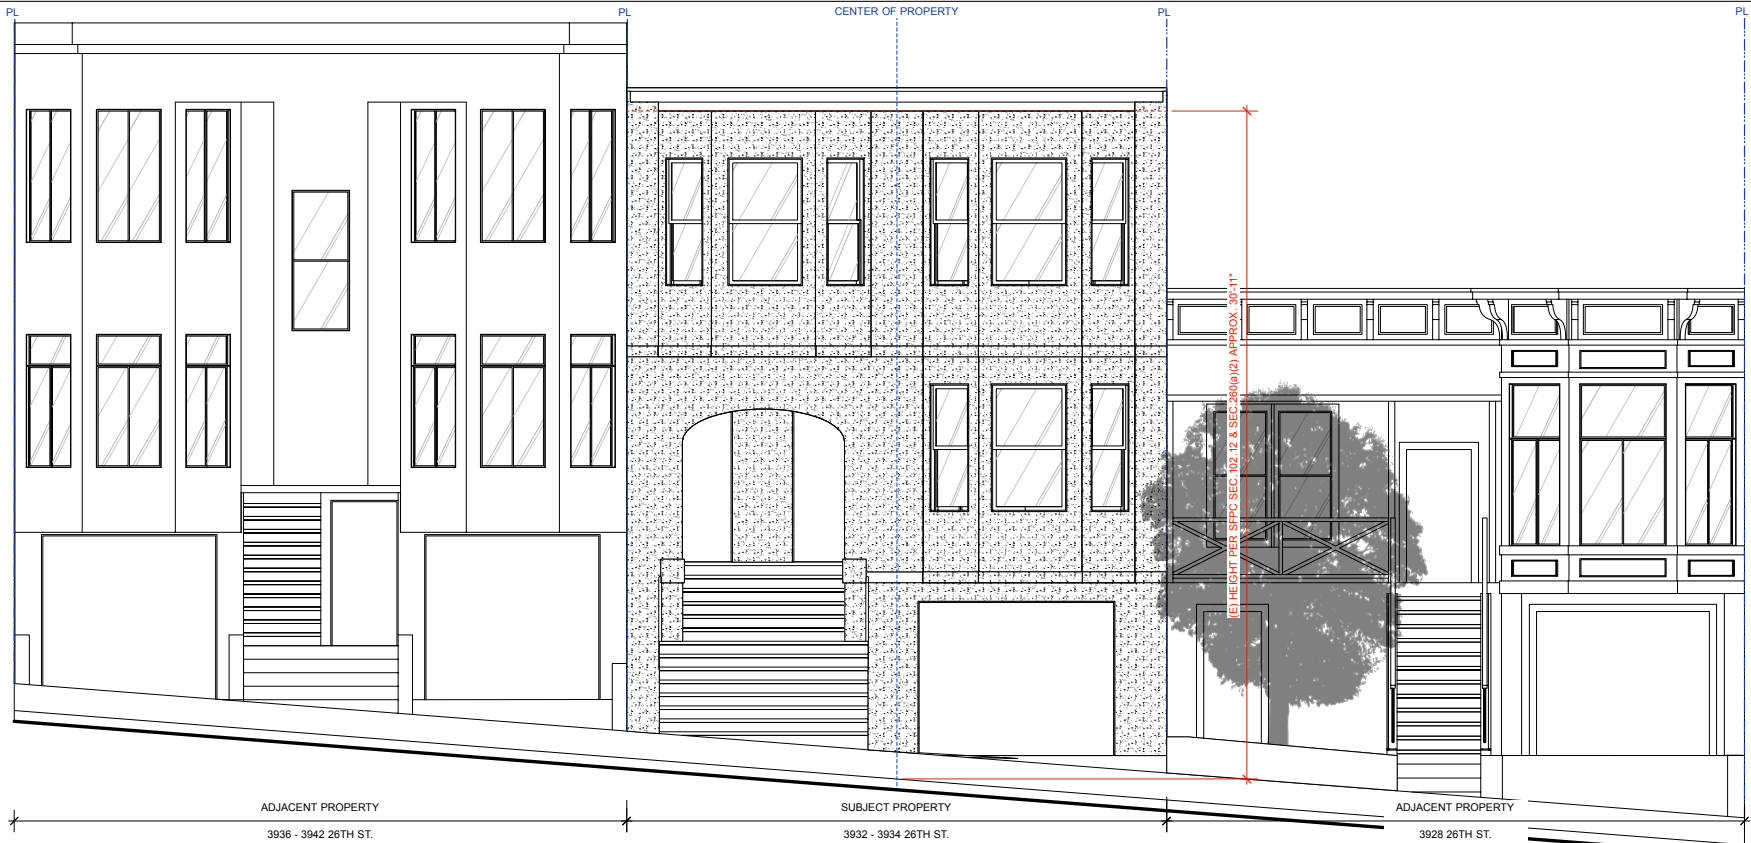 PL
PL
CENTER OF PROPERTY
PL
PL
(E) HEIGHT PER SFPC SEC.102.12 & SEC.260(a)(2) APPROX. 30'-11"
ADJACENT PROPERTY
SUBJECT PROPERTY
ADJACENT PROPERTY
3936 - 3942 26TH ST.
3932 - 3934 26TH ST.
3928 26TH ST.